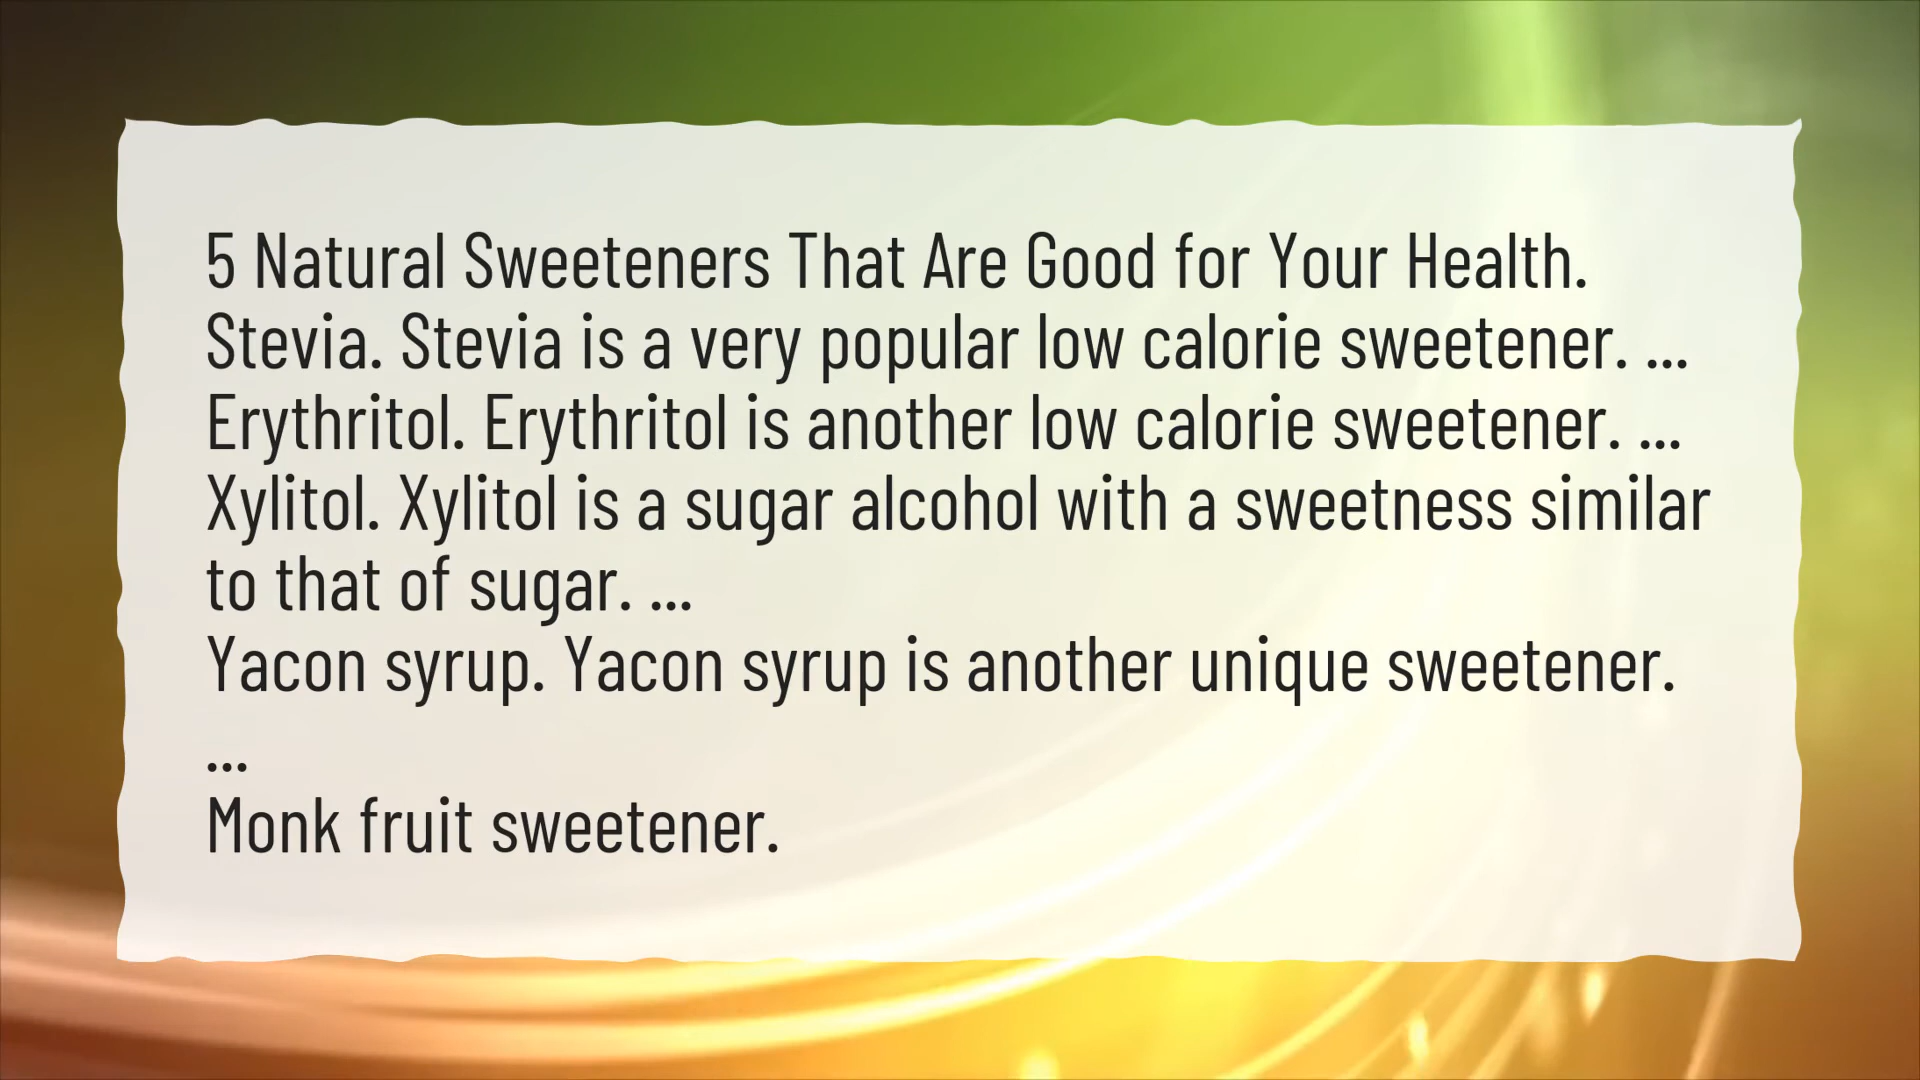 5 Natural Sweeteners That Are Good for Your Health.
Stevia. Stevia is a very popular low calorie sweetener. ...
Erythritol. Erythritol is another low calorie sweetener. ...
Xylitol. Xylitol is a sugar alcohol with a sweetness similar
to that of sugar. ...
Yacon syrup. Yacon syrup is another unique sweetener.
...
Monk fruit sweetener.